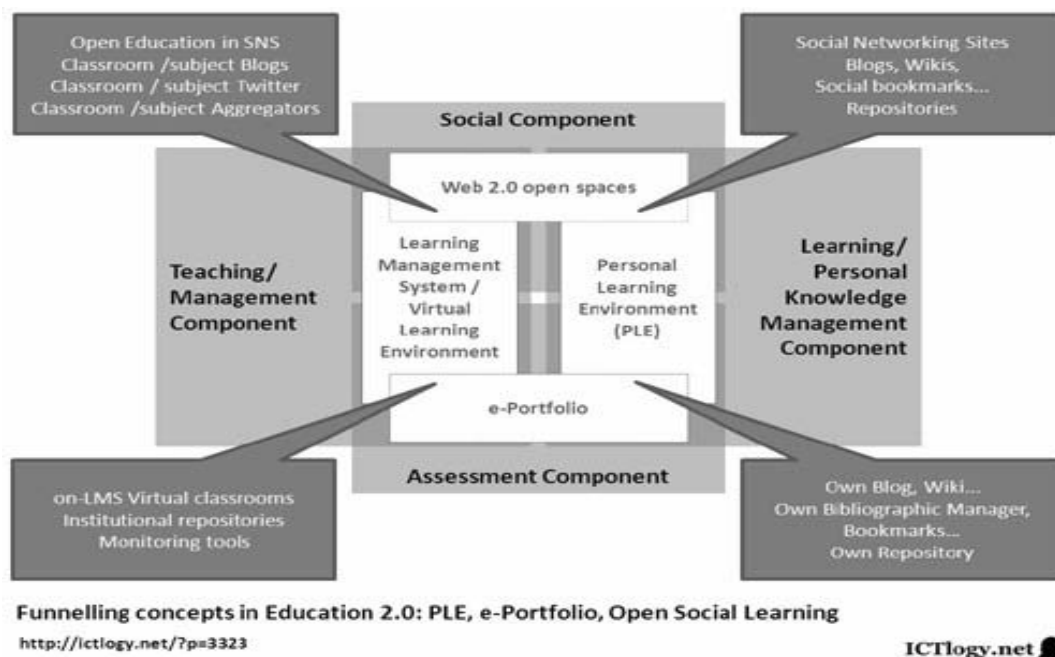 Open Education in SNS
Classroom /subject Blogs
Classroom / subject Twitter
Classroom /subject Aggregators
Social Networking Sites
Blogs, Wikis,
Social bookmarks...
Repositories
Social Component
Web 2.0 open spaces
Teaching/
Management
Component
Learning
Management
System /
Virtual
Learning
Environment
Personal
Learning
Environment
(PLE)
Learning/
Personal
Knowledge
Management
Component
e-Portfolio
Assessment Component
on-LMS Virtual classrooms
Institutional repositories
Monitoring tools
Own Blog, Wiki...
Own Bibliographic Manager,
Bookmarks...
Own Repository
Funnelling concepts in Education 2.0: PLE, e-Portfolio, Open Social Learning
http://ictlogy.net/?p=3323
ICTlogy.net